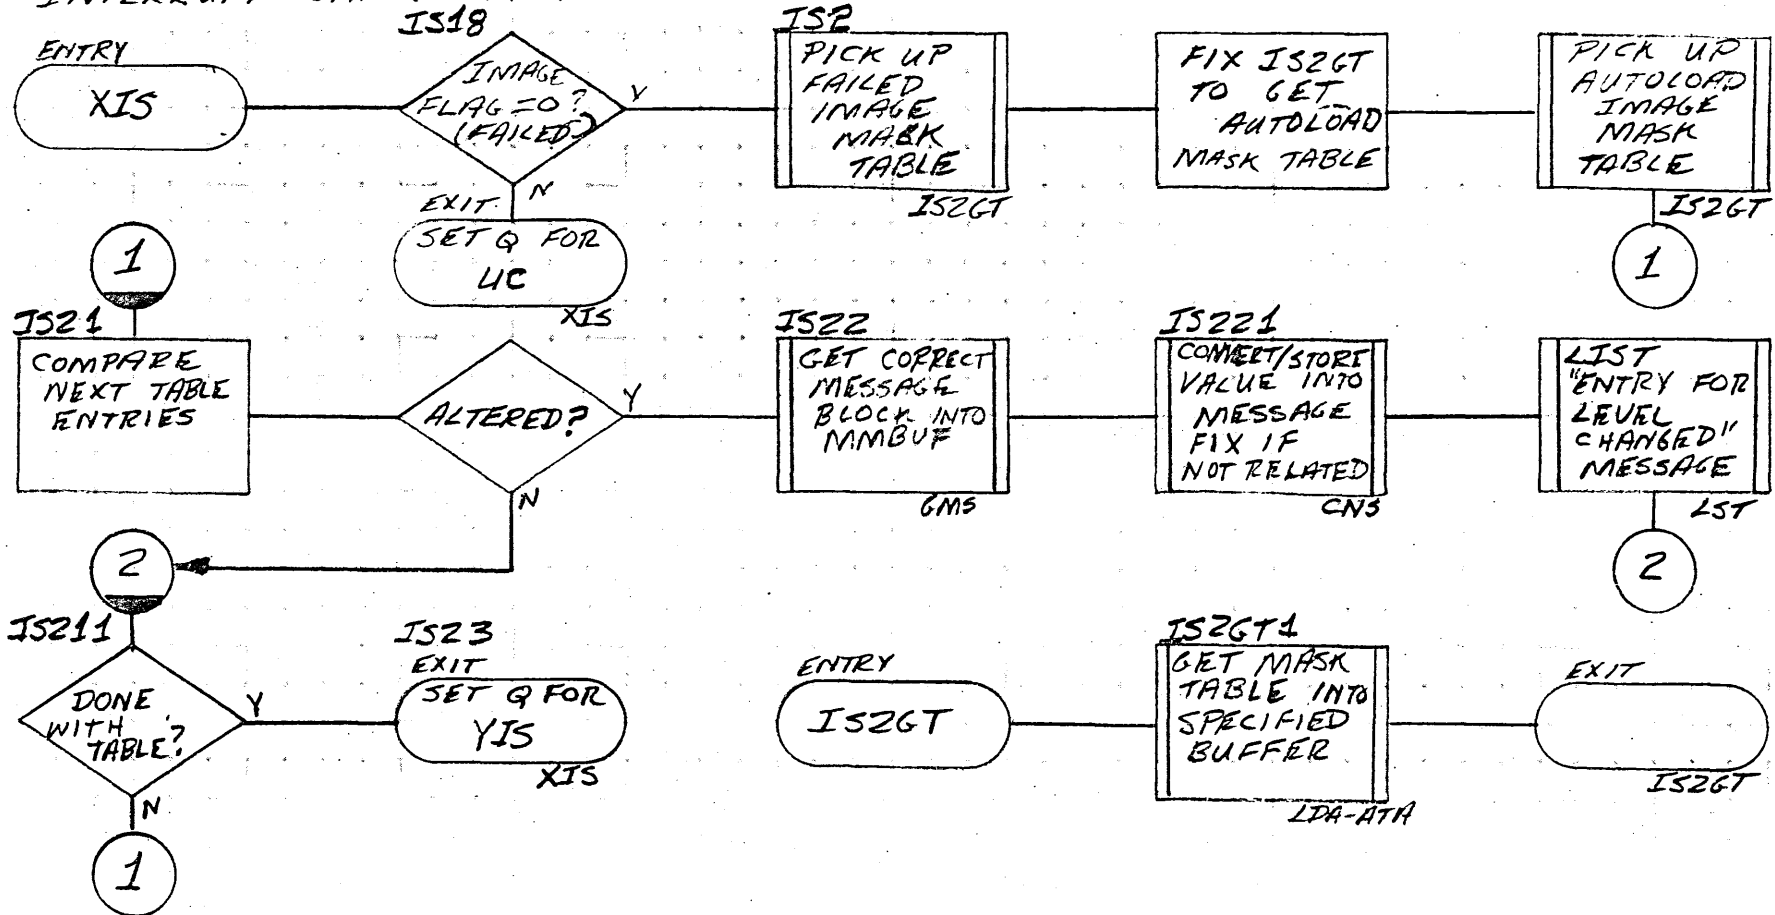 IS18
IS2
ENTRY
XIS
IMAGE
FLAG =0?
(FAILED)
Y
N
PICK UP
FAILED
IMAGE
MASK
TABLE
IS2GT
FIX IS2GT
TO GET
AUTOLOAD
MASK TABLE
PICK UP
AUTOLOAD
IMAGE
MASK
TABLE
IS2GT
1
EXIT
SET Q FOR
UC
XIS
1
IS21
COMPARE
NEXT TABLE
ENTRIES
ALTERED?
Y
N
IS22
GET CORRECT
MESSAGE
BLOCK INTO
MMBUF
GMS
IS221
CONVERT/STORE
VALUE INTO
MESSAGE
FIX IF
NOT RELATED
CNS
LIST
"ENTRY FOR
LEVEL
CHANGED"
MESSAGE
LST
2
2
IS211
DONE
WITH
TABLE?
Y
N
1
IS23
EXIT
SET Q FOR
YIS
XIS
ENTRY
IS2GT
IS2GT1
GET MASK
TABLE INTO
SPECIFIED
BUFFER
LDA-ATA
EXIT
IS2GT